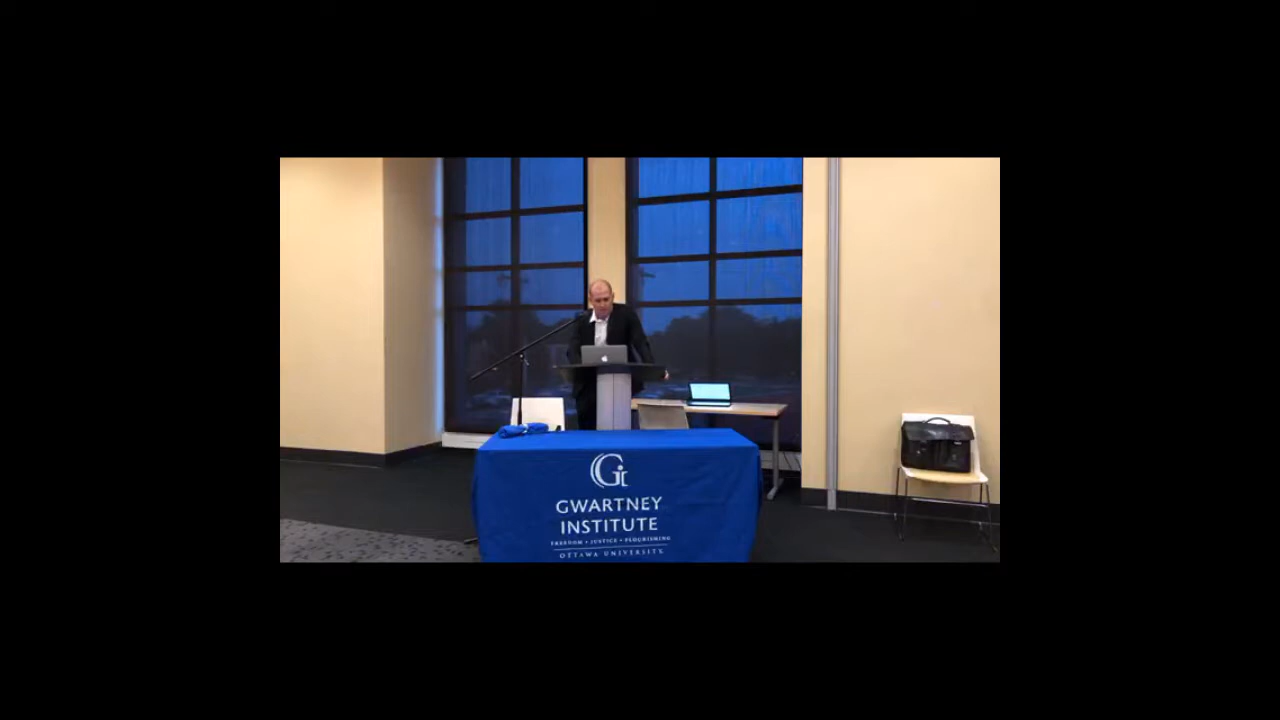 Gi
GWARTNEY
INSTITUTE
FREEDOM • JUSTICE • FLOURISHING
OTTAWA UNIVERSITY